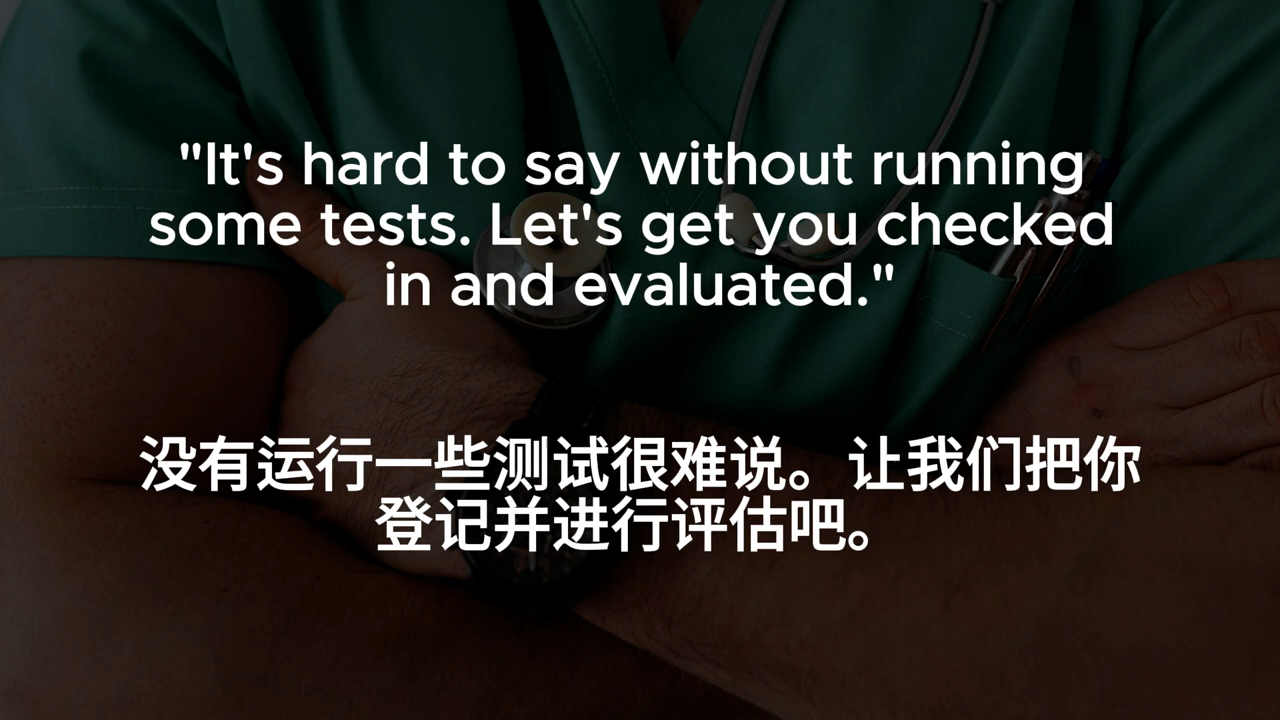 "It's hard to say without running
some tests. Let's get you checked
in and evaluated."
没有运行一些测试很难说。让我们把你
登记并进行评估吧。